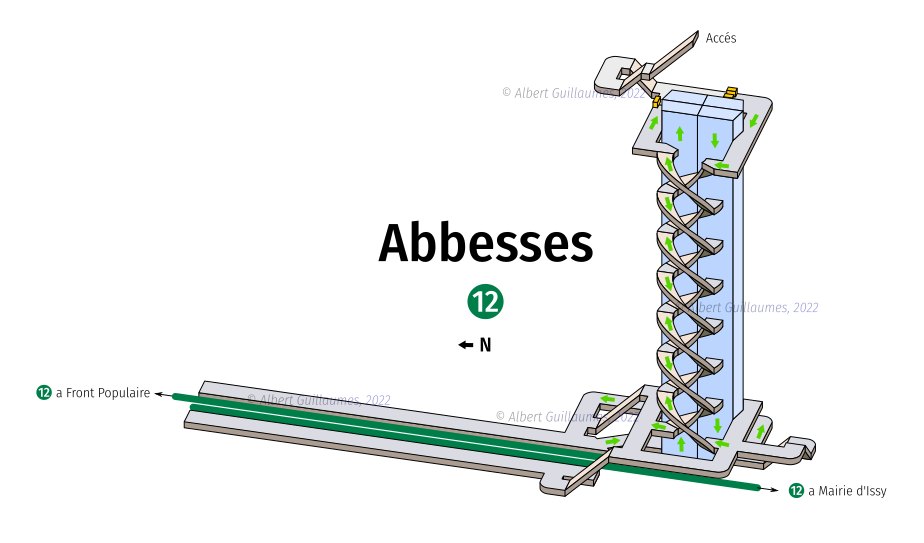 Accés
© Albert Guillaumes, 2022
Abbesses
12
Albert Guillaumes, 2022
← N
12 a Front Populaire
© Albert Guillaumes, 2022
© Albert Guillaumes, 2022
12 a Mairie d'Issy